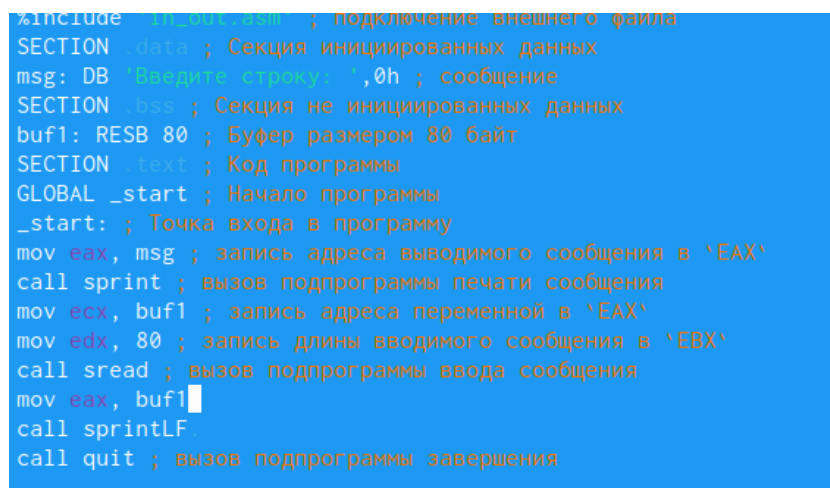 %include 'in_out.asm' ; подключение внешнего файла
SECTION .data ; Секция инициированных данных
msg: DB 'Введите строку: ',0h ; сообщение
SECTION .bss ; Секция не инициированных данных
buf1: RESB 80 ; Буфер размером 80 байт
SECTION .text ; Код программы
GLOBAL _start ; Начало программы
_start: ; Точка входа в программу
mov eax, msg ; запись адреса выводимого сообщения в `EAX`
call sprint ; вызов подпрограммы печати сообщения
mov ecx, buf1 ; запись адреса переменной в `EAX`
mov edx, 80 ; запись длины вводимого сообщения в `EBX`
call sread ; вызов подпрограммы ввода сообщения
mov eax, buf1
call sprintLF
call quit ; вызов подпрограммы завершения